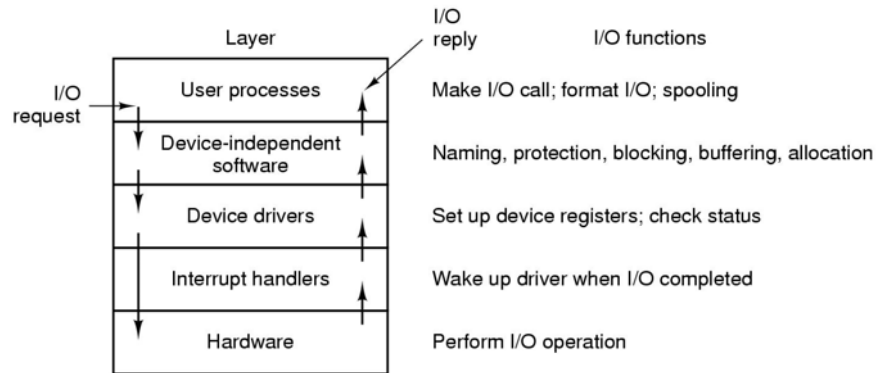 I/O
reply
Layer
I/O functions
I/O
request
User processes
Make I/O call; format I/O; spooling
Device-independent
software
Naming, protection, blocking, buffering, allocation
Device drivers
Set up device registers; check status
Interrupt handlers
Wake up driver when I/O completed
Hardware
Perform I/O operation